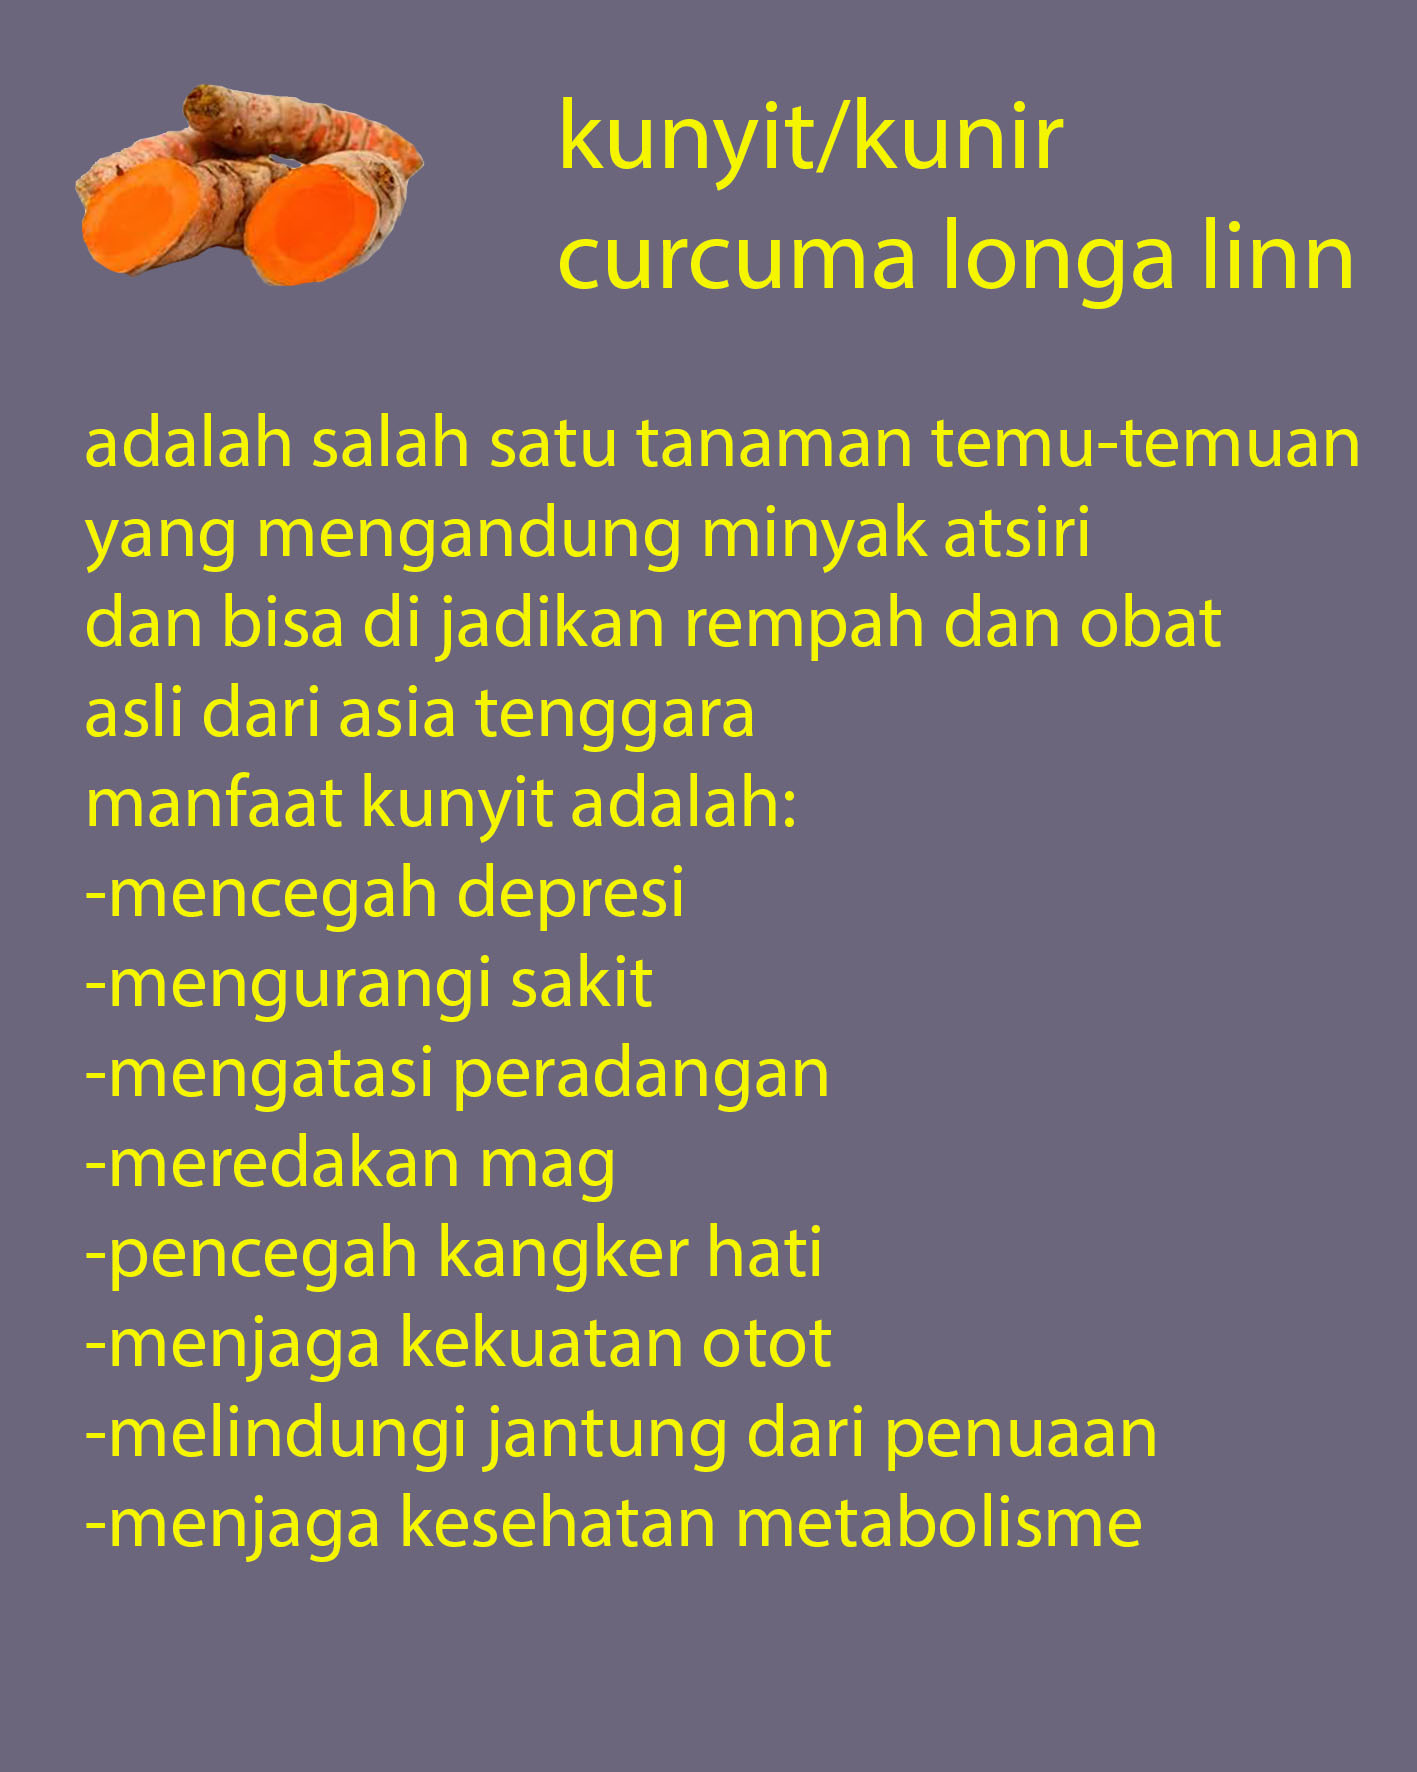 kunyit/kunir
curcuma longa linn
adalah salah satu tanaman temu-temuan
yang mengandung minyak atsiri
dan bisa di jadikan rempah dan obat
asli dari asia tenggara
manfaat kunyit adalah:
-mencegah depresi
-mengurangi sakit
-mengatasi peradangan
-meredakan mag
-pencegah kangker hati
-menjaga kekuatan otot
-melindungi jantung dari penuaan
-menjaga kesehatan metabolisme